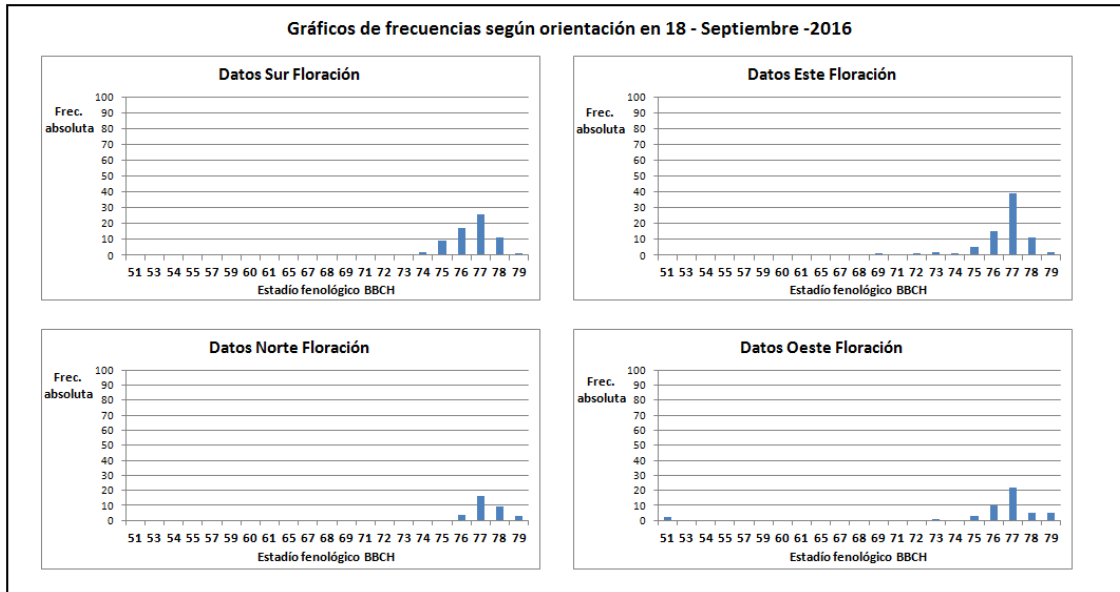 Gráficos de frecuencias según orientación en 18 - Septiembre -2016
Datos Sur Floración
Frec.
absoluta
100
90
80
70
60
50
40
30
20
10
0
51 53 54 55 57 59 60 61 65 67 68 69 71 72 73 74 75 76 77 78 79
Estadío fenológico BBCH
Datos Este Floración
Frec.
absoluta
100
90
80
70
60
50
40
30
20
10
0
51 53 54 55 57 59 60 61 65 67 68 69 71 72 73 74 75 76 77 78 79
Estadío fenológico BBCH
Datos Norte Floración
Frec.
absoluta
100
90
80
70
60
50
40
30
20
10
0
51 53 54 55 57 59 60 61 65 67 68 69 71 72 73 74 75 76 77 78 79
Estadío fenológico BBCH
Datos Oeste Floración
Frec.
absoluta
100
90
80
70
60
50
40
30
20
10
0
51 53 54 55 57 59 60 61 65 67 68 69 71 72 73 74 75 76 77 78 79
Estadío fenológico BBCH